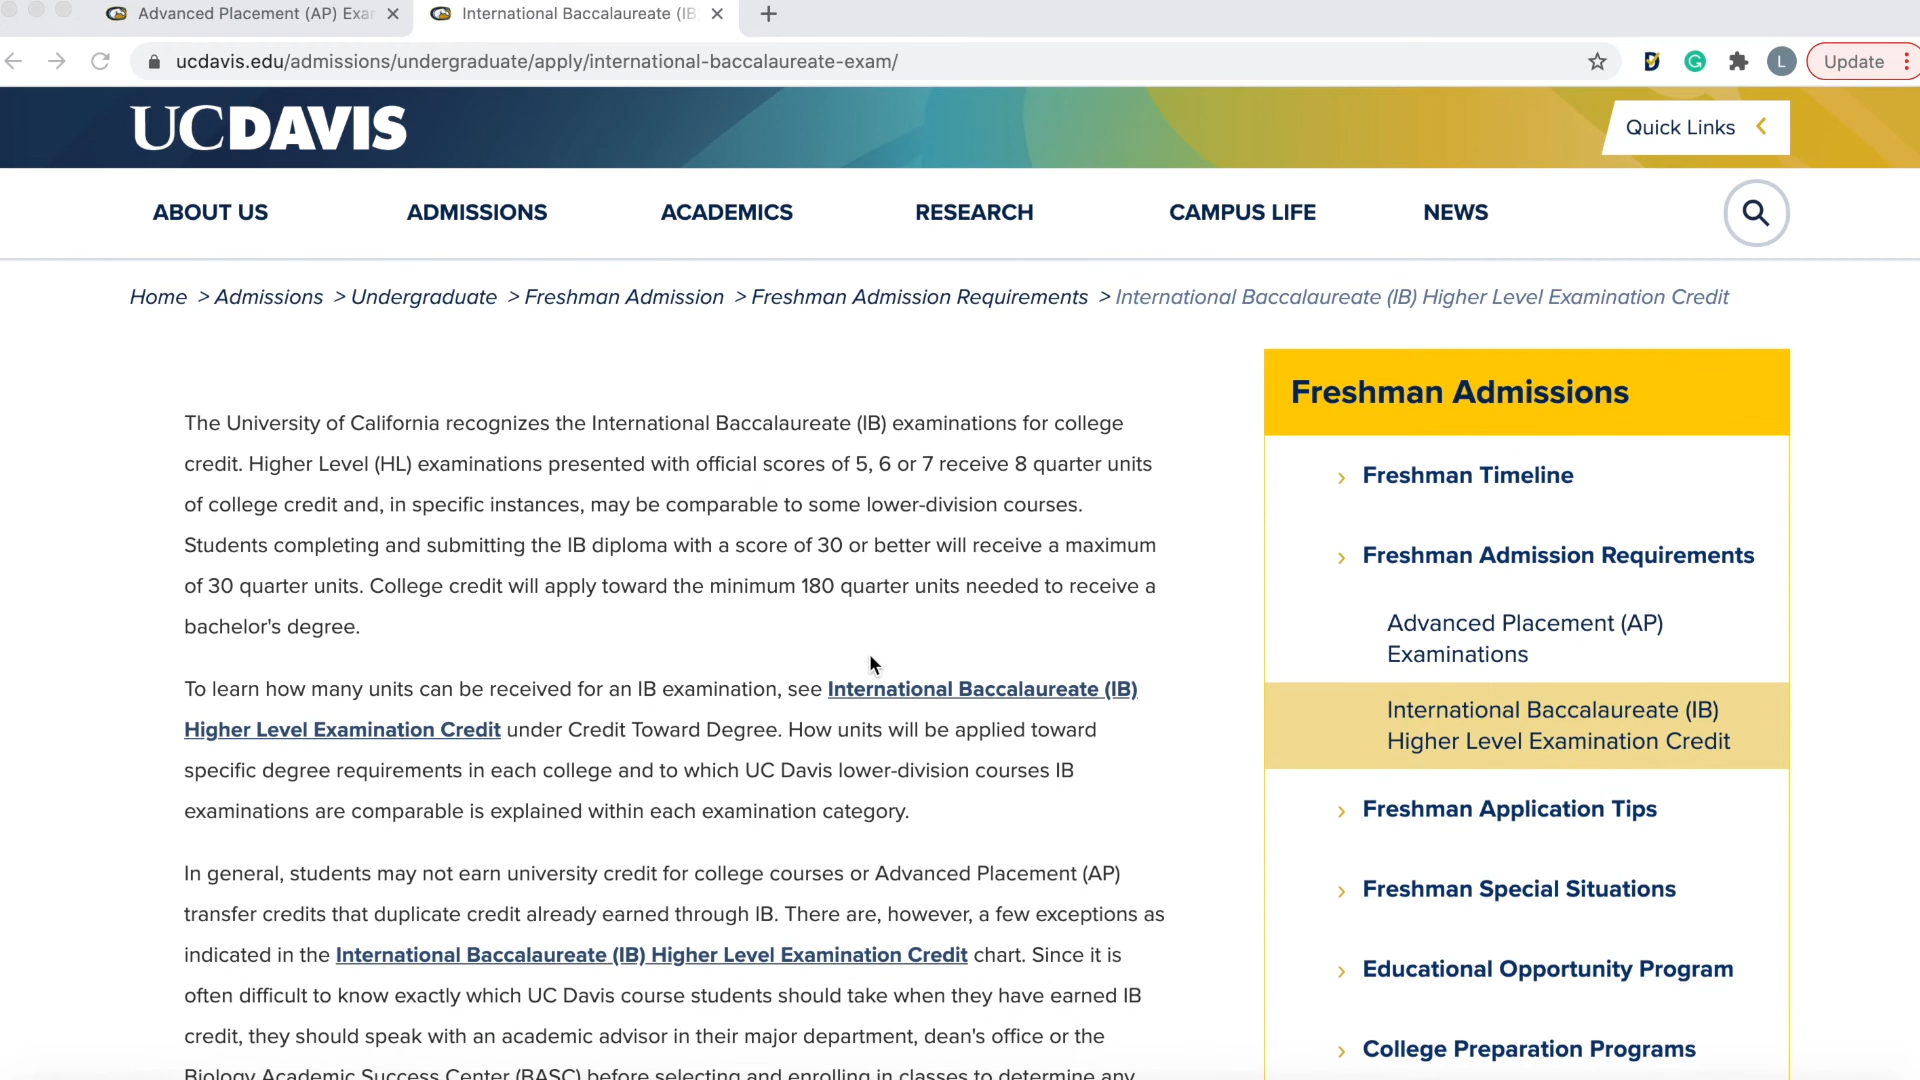 Advanced Placement (AP) Exar
International Baccalaureate (IB
ucdavis.edu/admissions/undergraduate/apply/international-baccalaureate-exam/
L
Update
UCDAVIS
Quick Links
ABOUT US
ADMISSIONS
ACADEMICS
RESEARCH
CAMPUS LIFE
NEWS
Home > Admissions > Undergraduate > Freshman Admission > Freshman Admission Requirements > International Baccalaureate (IB) Higher Level Examination Credit
The University of California recognizes the International Baccalaureate (IB) examinations for college
credit. Higher Level (HL) examinations presented with official scores of 5, 6 or 7 receive 8 quarter units
of college credit and, in specific instances, may be comparable to some lower-division courses.
Students completing and submitting the IB diploma with a score of 30 or better will receive a maximum
of 30 quarter units. College credit will apply toward the minimum 180 quarter units needed to receive a
bachelor's degree.
To learn how many units can be received for an IB examination, see International Baccalaureate (IB)
Higher Level Examination Credit under Credit Toward Degree. How units will be applied toward
specific degree requirements in each college and to which UC Davis lower-division courses IB
examinations are comparable is explained within each examination category.
In general, students may not earn university credit for college courses or Advanced Placement (AP)
transfer credits that duplicate credit already earned through IB. There are, however, a few exceptions as
indicated in the International Baccalaureate (IB) Higher Level Examination Credit chart. Since it is
often difficult to know exactly which UC Davis course students should take when they have earned IB
credit, they should speak with an academic advisor in their major department, dean's office or the
Biology Academic Success Center (BASC) before selecting and enrolling in classes to determine any
Freshman Admissions
Freshman Timeline
Freshman Admission Requirements
Advanced Placement (AP)
Examinations
International Baccalaureate (IB)
Higher Level Examination Credit
Freshman Application Tips
Freshman Special Situations
Educational Opportunity Program
College Preparation Programs